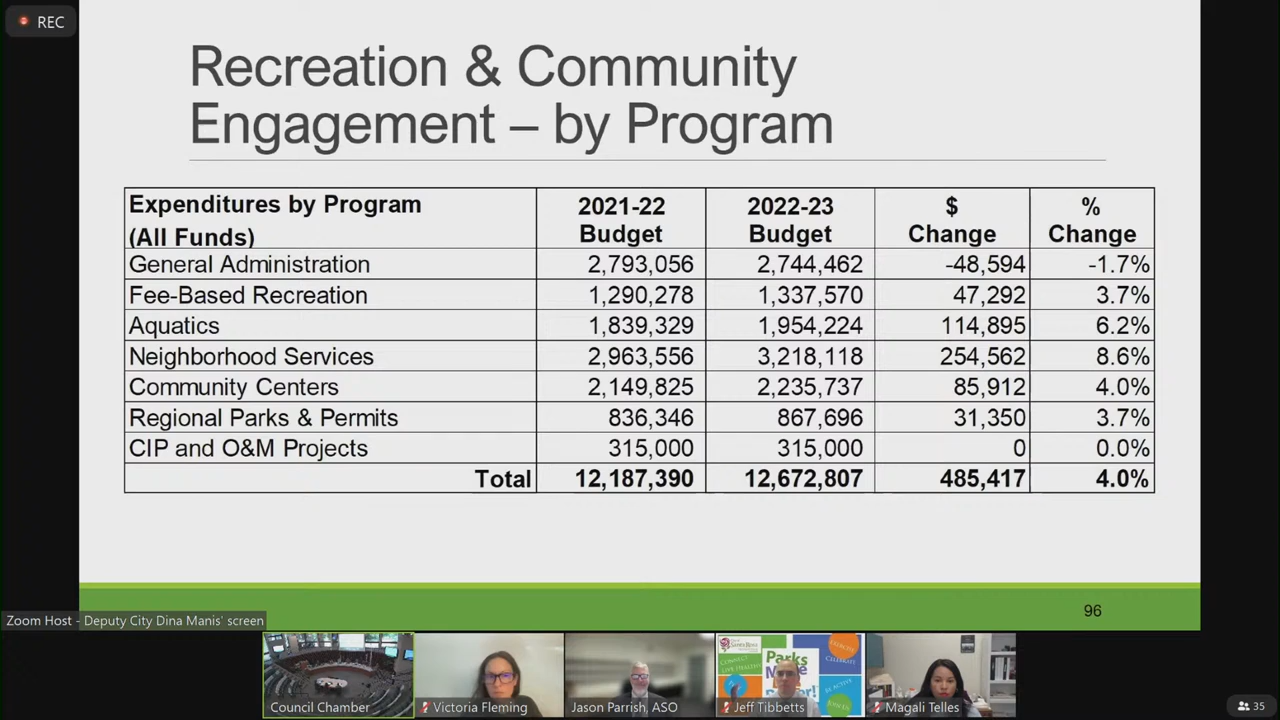 REC
Recreation & Community
Engagement – by Program
Expenditures by Program
(All Funds)
2021-22
Budget
2022-23
Budget
$
Change
%
Change
General Administration 2,793,056 2,744,462 -48,594 -1.7%
Fee-Based Recreation 1,290,278 1,337,570 47,292 3.7%
Aquatics 1,839,329 1,954,224 114,895 6.2%
Neighborhood Services 2,963,556 3,218,118 254,562 8.6%
Community Centers 2,149,825 2,235,737 85,912 4.0%
Regional Parks & Permits 836,346 867,696 31,350 3.7%
CIP and O&M Projects 315,000 315,000 0 0.0%
Total 12,187,390 12,672,807 485,417 4.0%
96
Zoom Host - Deputy City Dina Manis' screen
Council Chamber
Victoria Fleming
Jason Parrish, ASO
Jeff Tibbetts
Magali Telles
35